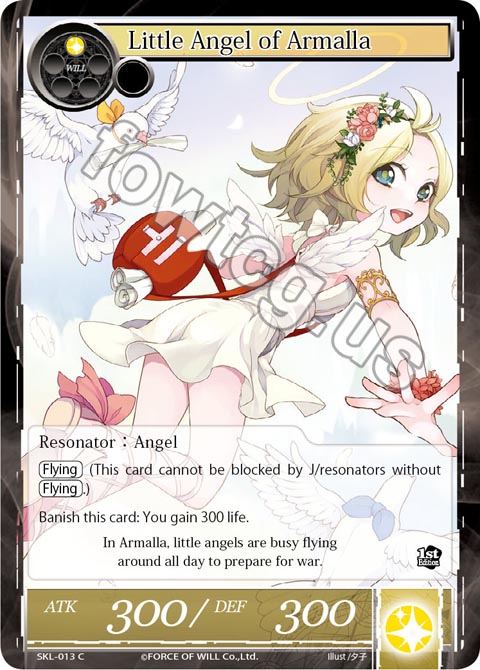 Little Angel of Armalla
WILL
fowtcg.us
Resonator : Angel
Flying (This card cannot be blocked by J/resonators without
Flying.)
Banish this card: You gain 300 life.
In Armalla, little angels are busy flying
around all day to prepare for war.
1st
Edition
ATK 300 / DEF 300
SKL-013 C ©FORCE OF WILL Co.,Ltd. Illust/夕子